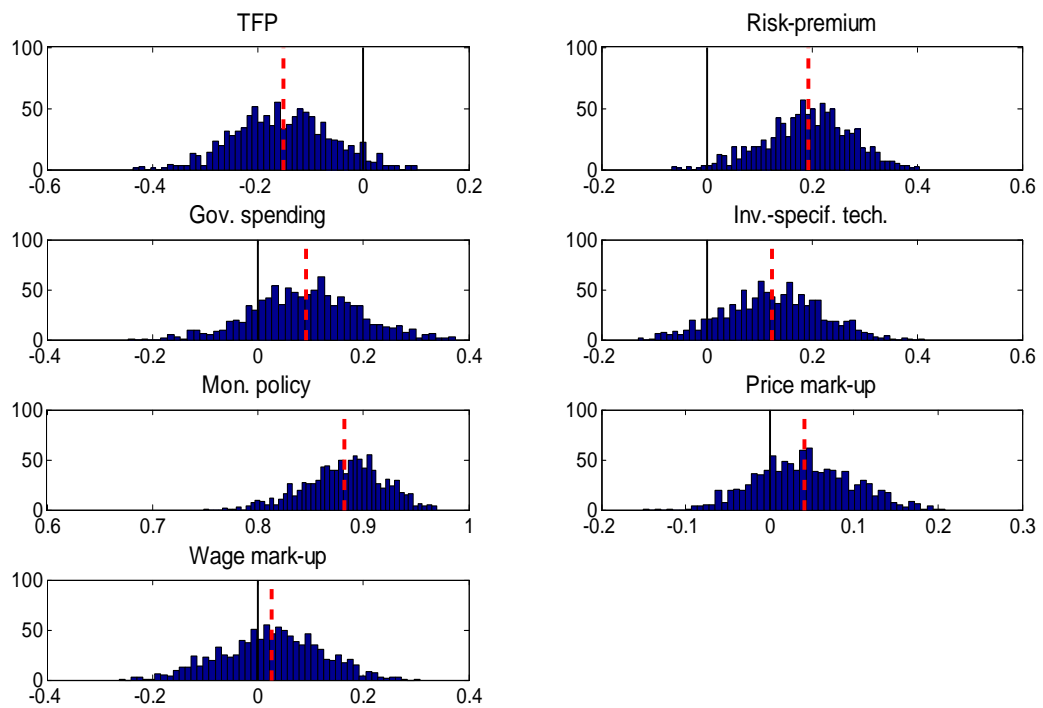 TFP
100
50
0
-0.6 -0.4 -0.2 0 0.2
Risk-premium
100
50
0
-0.2 0 0.2 0.4 0.6
Gov. spending
100
50
0
-0.4 -0.2 0 0.2 0.4
Inv.-specif. tech.
100
50
0
-0.2 0 0.2 0.4 0.6
Mon. policy
100
50
0
0.6 0.7 0.8 0.9 1
Price mark-up
100
50
0
-0.2 -0.1 0 0.1 0.2 0.3
Wage mark-up
100
50
0
-0.4 -0.2 0 0.2 0.4